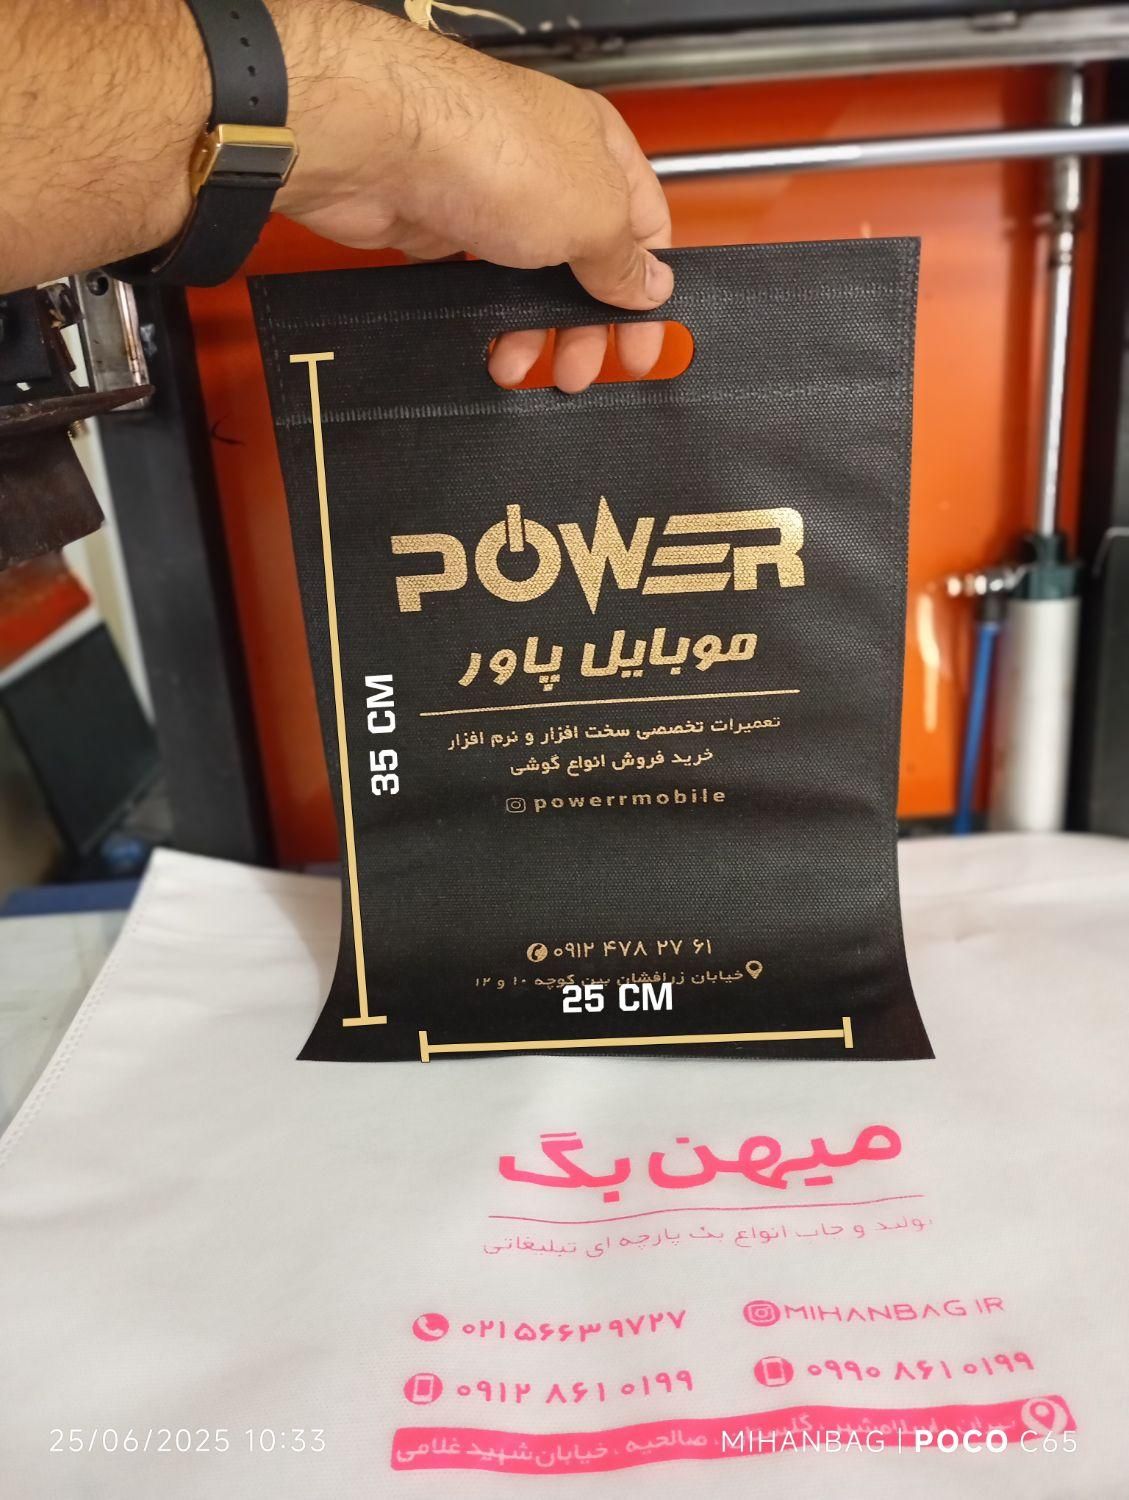 POWER
موبایل پاور
تعمیرات تخصصی سخت افزار و نرم افزار
خرید فروش انواع گوشی
powerrmobile
35 CM
۰۹۱۲ ۴۷۸ ۲۷ ۶۱
خیابان زرافشان بین کوچه ۱۰ و ۱۲
25 CM
میهن بگ
تولید و چاپ انواع بگ پارچه ای تبلیغاتی
۰۲۱۵۶۶۳۹۷۲۷
MIHANBAG IR
۰۹۱۲ ۸۶۱ ۰۱۹۹
۰۹۹۰ ۸۶۱ ۰۱۹۹
تهران، اسلامشهر، گلستان، صالحیه، خیابان شهید غلامی
25/06/2025 10:33
MIHANBAG | POCO C65